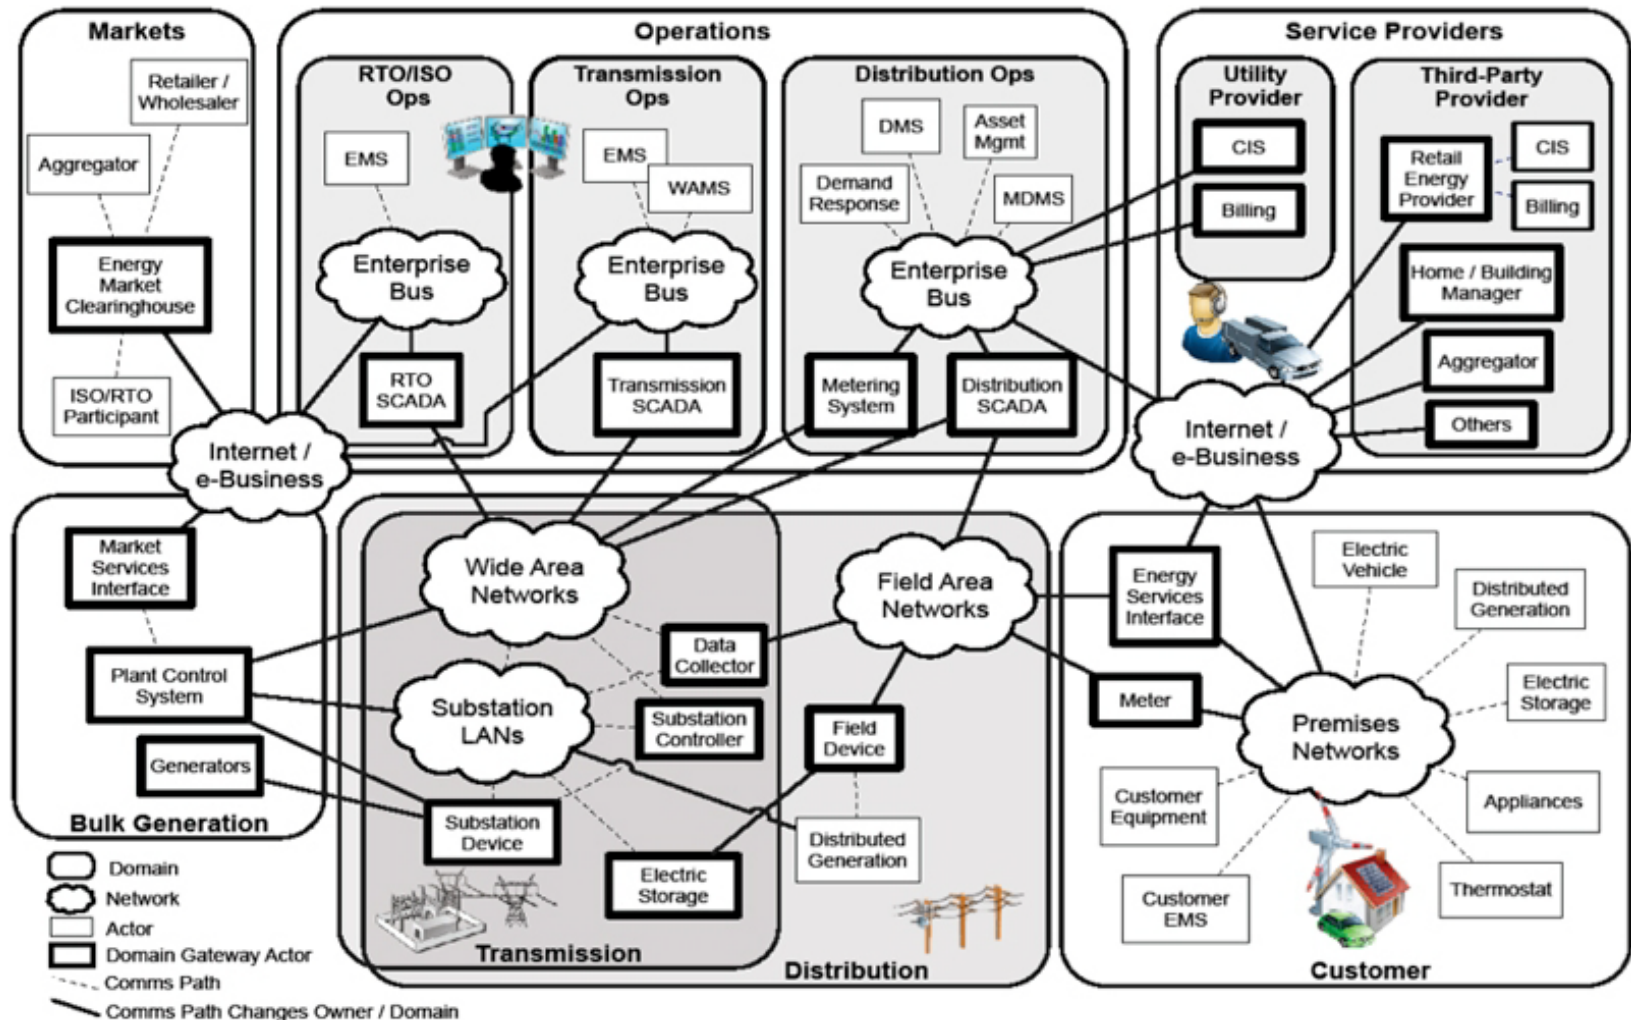 Markets
Retailer /
Wholesaler
Aggregator
Energy
Market
Clearinghouse
ISO/RTO
Participant
Internet /
e-Business
Operations
RTO/ISO
Ops
EMS
Enterprise
Bus
RTO
SCADA
Transmission
Ops
EMS
WAMS
Enterprise
Bus
Transmission
SCADA
Distribution Ops
DMS
Asset
Mgmt
Demand
Response
MDMS
Enterprise
Bus
Metering
System
Distribution
SCADA
Service Providers
Utility
Provider
CIS
Billing
Third-Party
Provider
Retail
Energy
Provider
CIS
Billing
Home / Building
Manager
Aggregator
Others
Internet /
e-Business
Market
Services
Interface
Plant Control
System
Generators
Bulk Generation
Wide Area
Networks
Substation
LANs
Data
Collector
Substation
Controller
Substation
Device
Electric
Storage
Transmission
Field Area
Networks
Field
Device
Distributed
Generation
Distribution
Energy
Services
Interface
Meter
Electric
Vehicle
Distributed
Generation
Electric
Storage
Premises
Networks
Customer
Equipment
Appliances
Customer
EMS
Thermostat
Customer
Domain
Network
Actor
Domain Gateway Actor
Comms Path
Comms Path Changes Owner / Domain